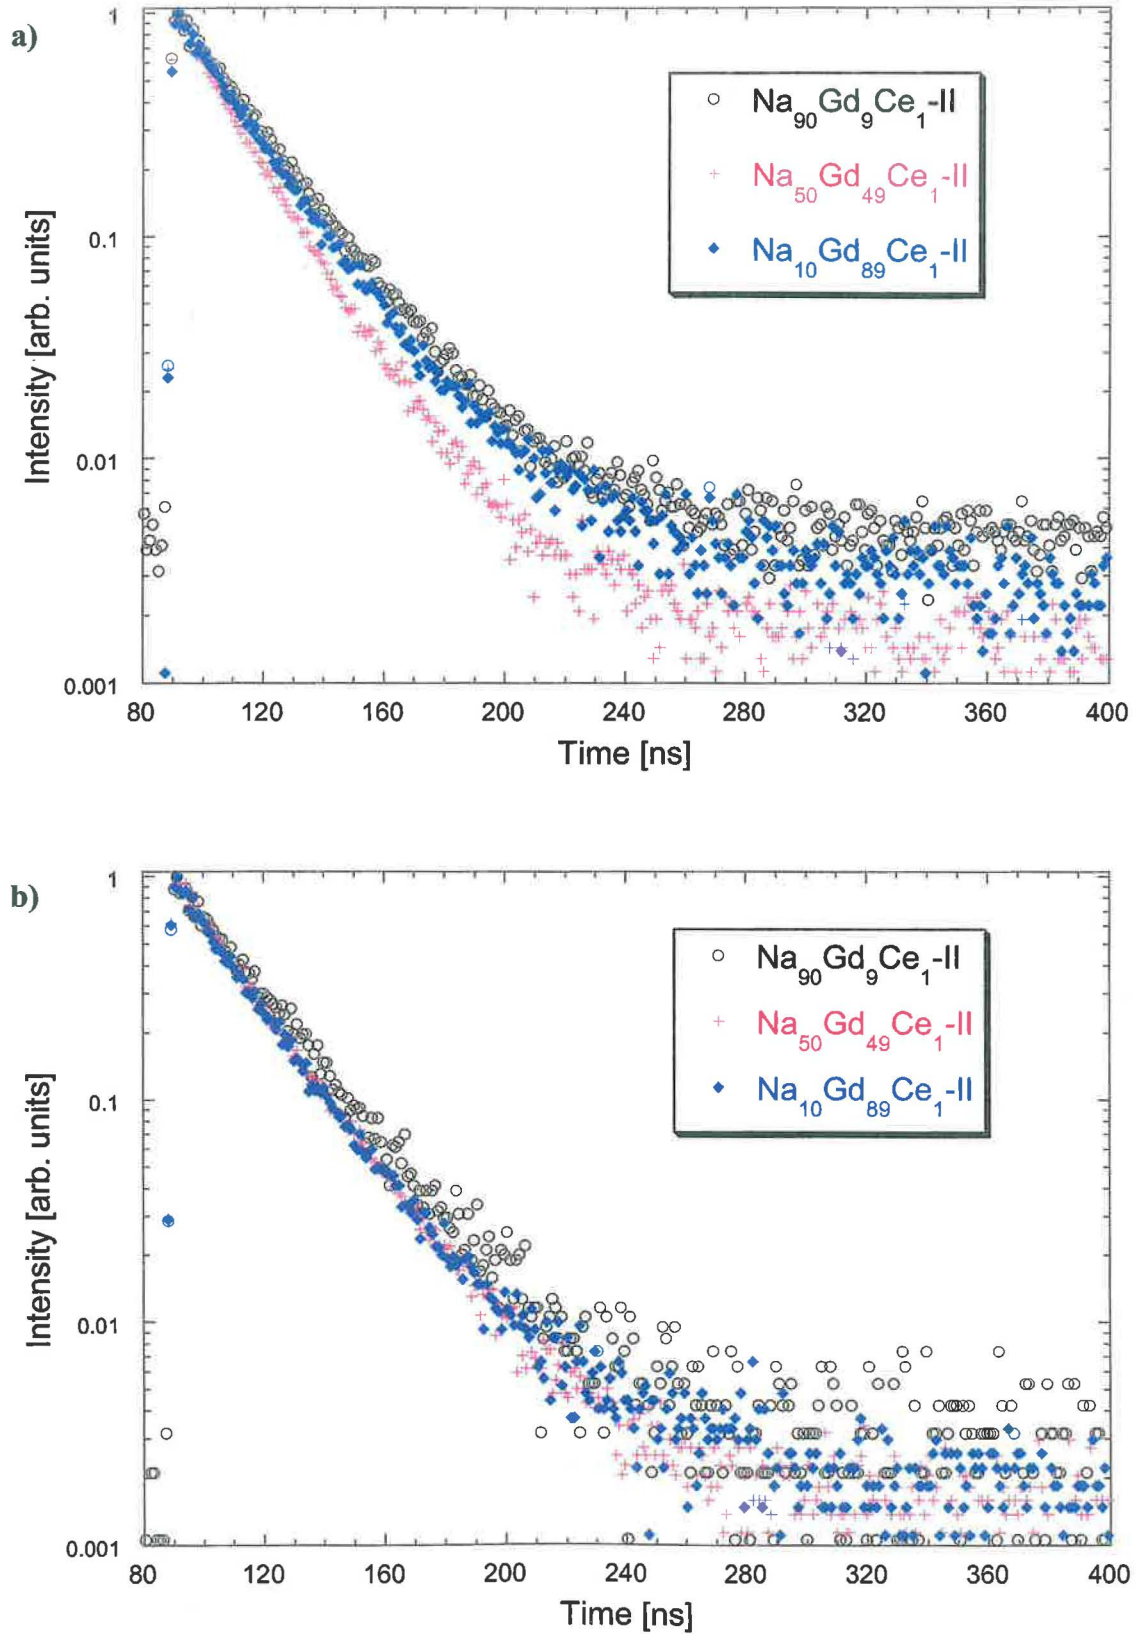 a)
1
0.1
0.01
0.001
Intensity [arb. units]
Na90Gd9Ce1-II
Na50Gd49Ce1-II
Na10Gd89Ce1-II
80 120 160 200 240 280 320 360 400
Time [ns]
b)
1
0.1
0.01
0.001
Intensity [arb. units]
Na90Gd9Ce1-II
Na50Gd49Ce1-II
Na10Gd89Ce1-II
80 120 160 200 240 280 320 360 400
Time [ns]